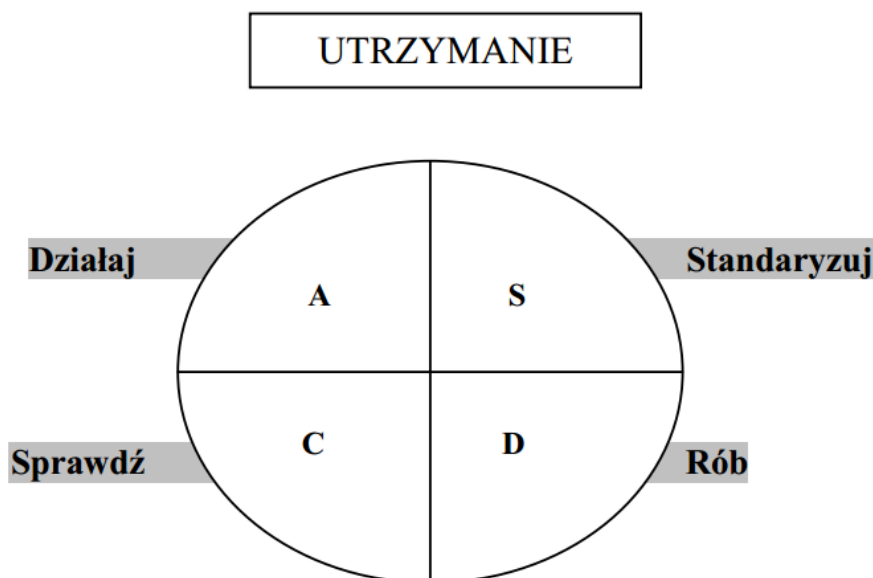 UTRZYMANIE
Działaj
Standaryzuj
A
S
C
D
Sprawdź
Rób